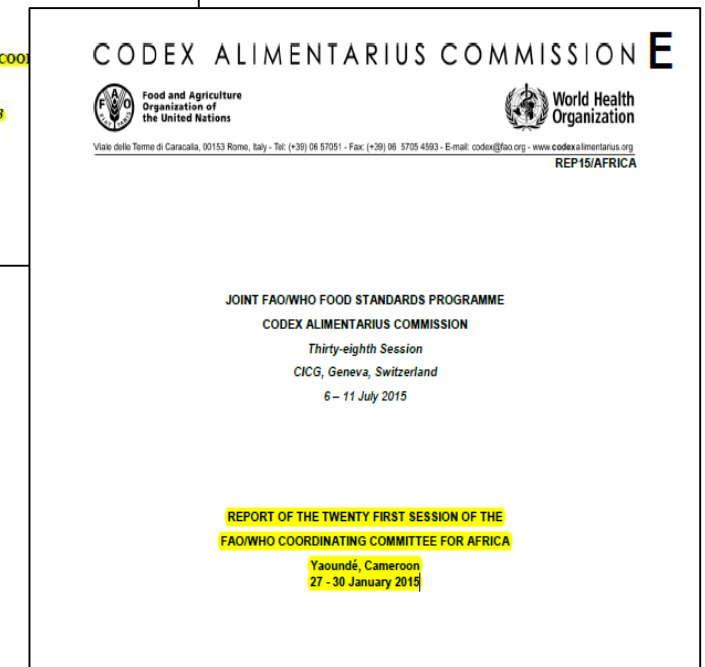 COO
CODEX ALIMENTARIUS COMMISSION E
Food and Agriculture
Organization of
the United Nations
World Health
Organization
Viale delle Terme di Caracalla, 00153 Rome, Italy - Tel: (+39) 06 57051 - Fax: (+39) 06 5705 4593 - E-mail: codex@fao.org - www.codexalimentarius.org
REP15/AFRICA
JOINT FAO/WHO FOOD STANDARDS PROGRAMME
CODEX ALIMENTARIUS COMMISSION
Thirty-eighth Session
CICG, Geneva, Switzerland
6 – 11 July 2015
REPORT OF THE TWENTY FIRST SESSION OF THE
FAO/WHO COORDINATING COMMITTEE FOR AFRICA
Yaoundé, Cameroon
27 - 30 January 2015